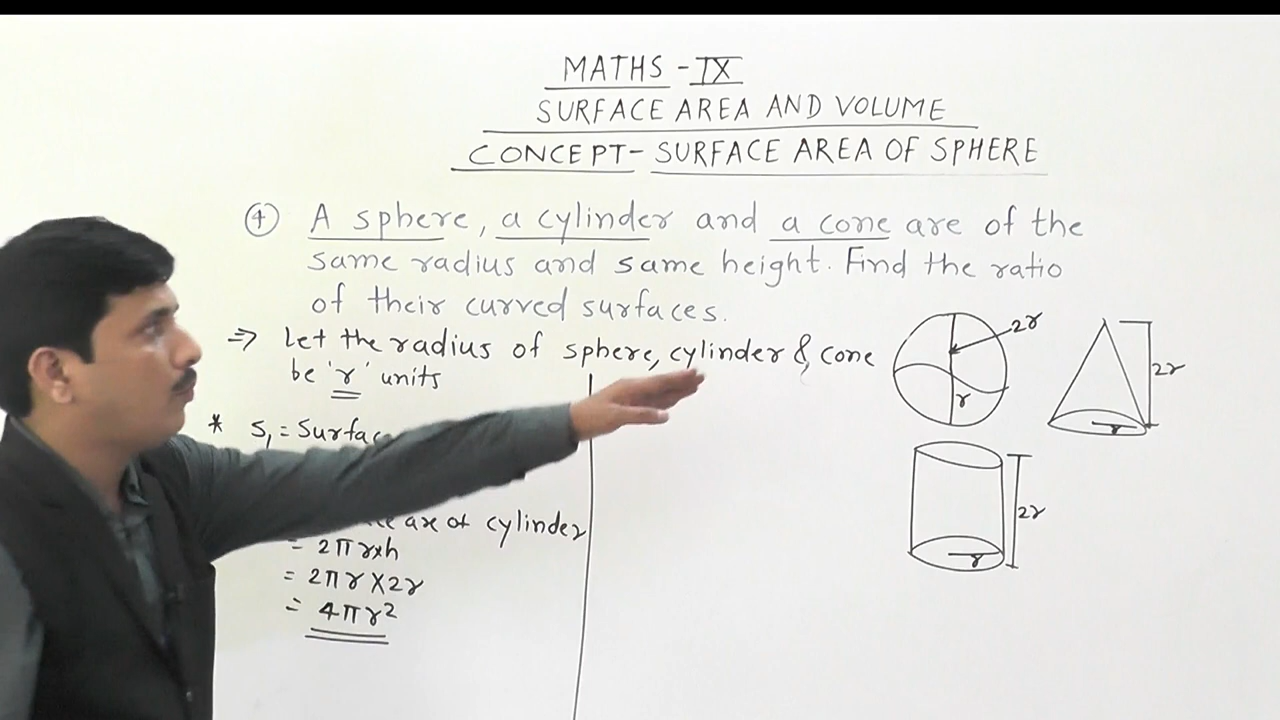 MATHS - IX
SURFACE AREA AND VOLUME
CONCEPT - SURFACE AREA OF SPHERE
④ A sphere, a cylinder and a cone are of the
same radius and same height. Find the ratio
of their curved surfaces.
⇒ Let the radius of sphere, cylinder & cone
be 'r' units
* S₁ = Surfac
are of cylinder
= 2πr×h
= 2πr×2r
= 4πr²
2r
r
2r
r
2r
r